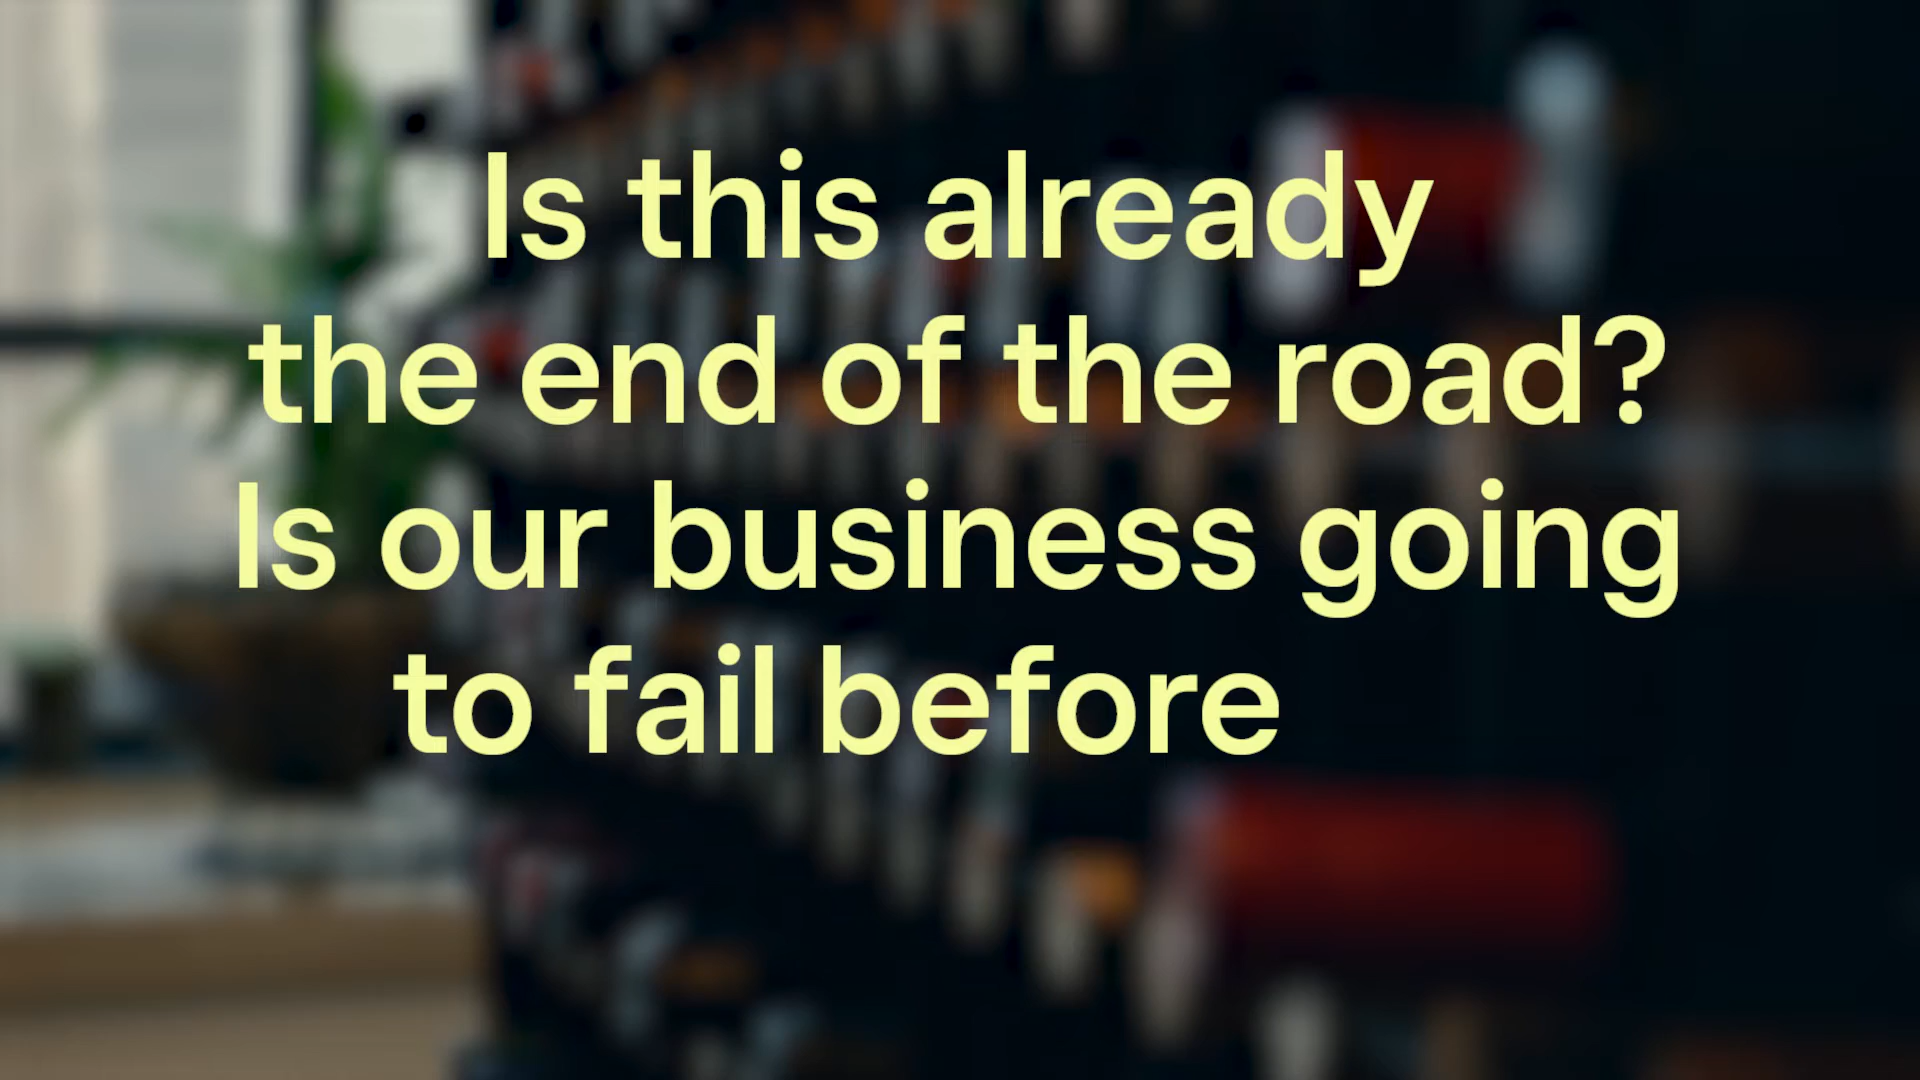 Is this already
the end of the road?
Is our business going
to fail before